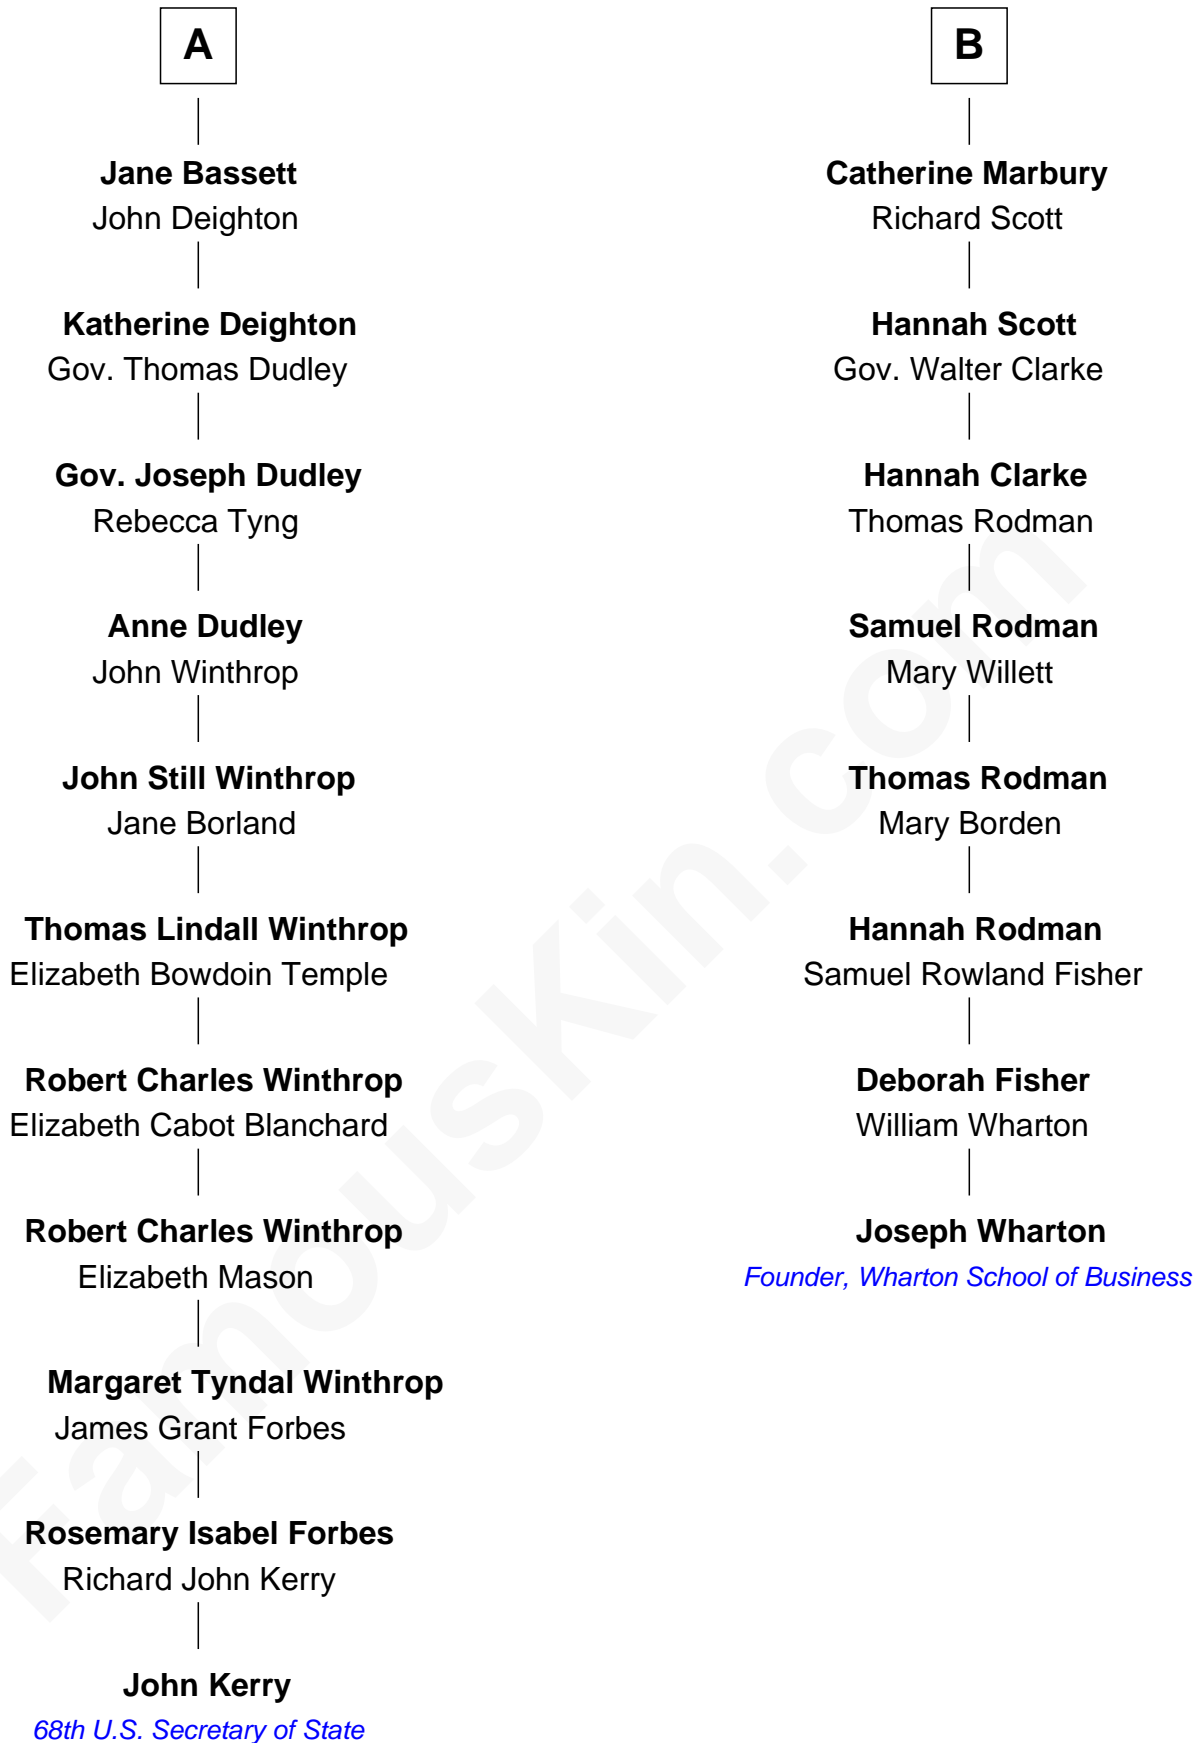 A
Jane Bassett
John Deighton
Katherine Deighton
Gov. Thomas Dudley
Gov. Joseph Dudley
Rebecca Tyng
Anne Dudley
John Winthrop
John Still Winthrop
Jane Borland
Thomas Lindall Winthrop
Elizabeth Bowdoin Temple
Robert Charles Winthrop
Elizabeth Cabot Blanchard
Robert Charles Winthrop
Elizabeth Mason
Margaret Tyndal Winthrop
James Grant Forbes
Rosemary Isabel Forbes
Richard John Kerry
John Kerry
68th U.S. Secretary of State
B
Catherine Marbury
Richard Scott
Hannah Scott
Gov. Walter Clarke
Hannah Clarke
Thomas Rodman
Samuel Rodman
Mary Willett
Thomas Rodman
Mary Borden
Hannah Rodman
Samuel Rowland Fisher
Deborah Fisher
William Wharton
Joseph Wharton
Founder, Wharton School of Business
FamousKin.com